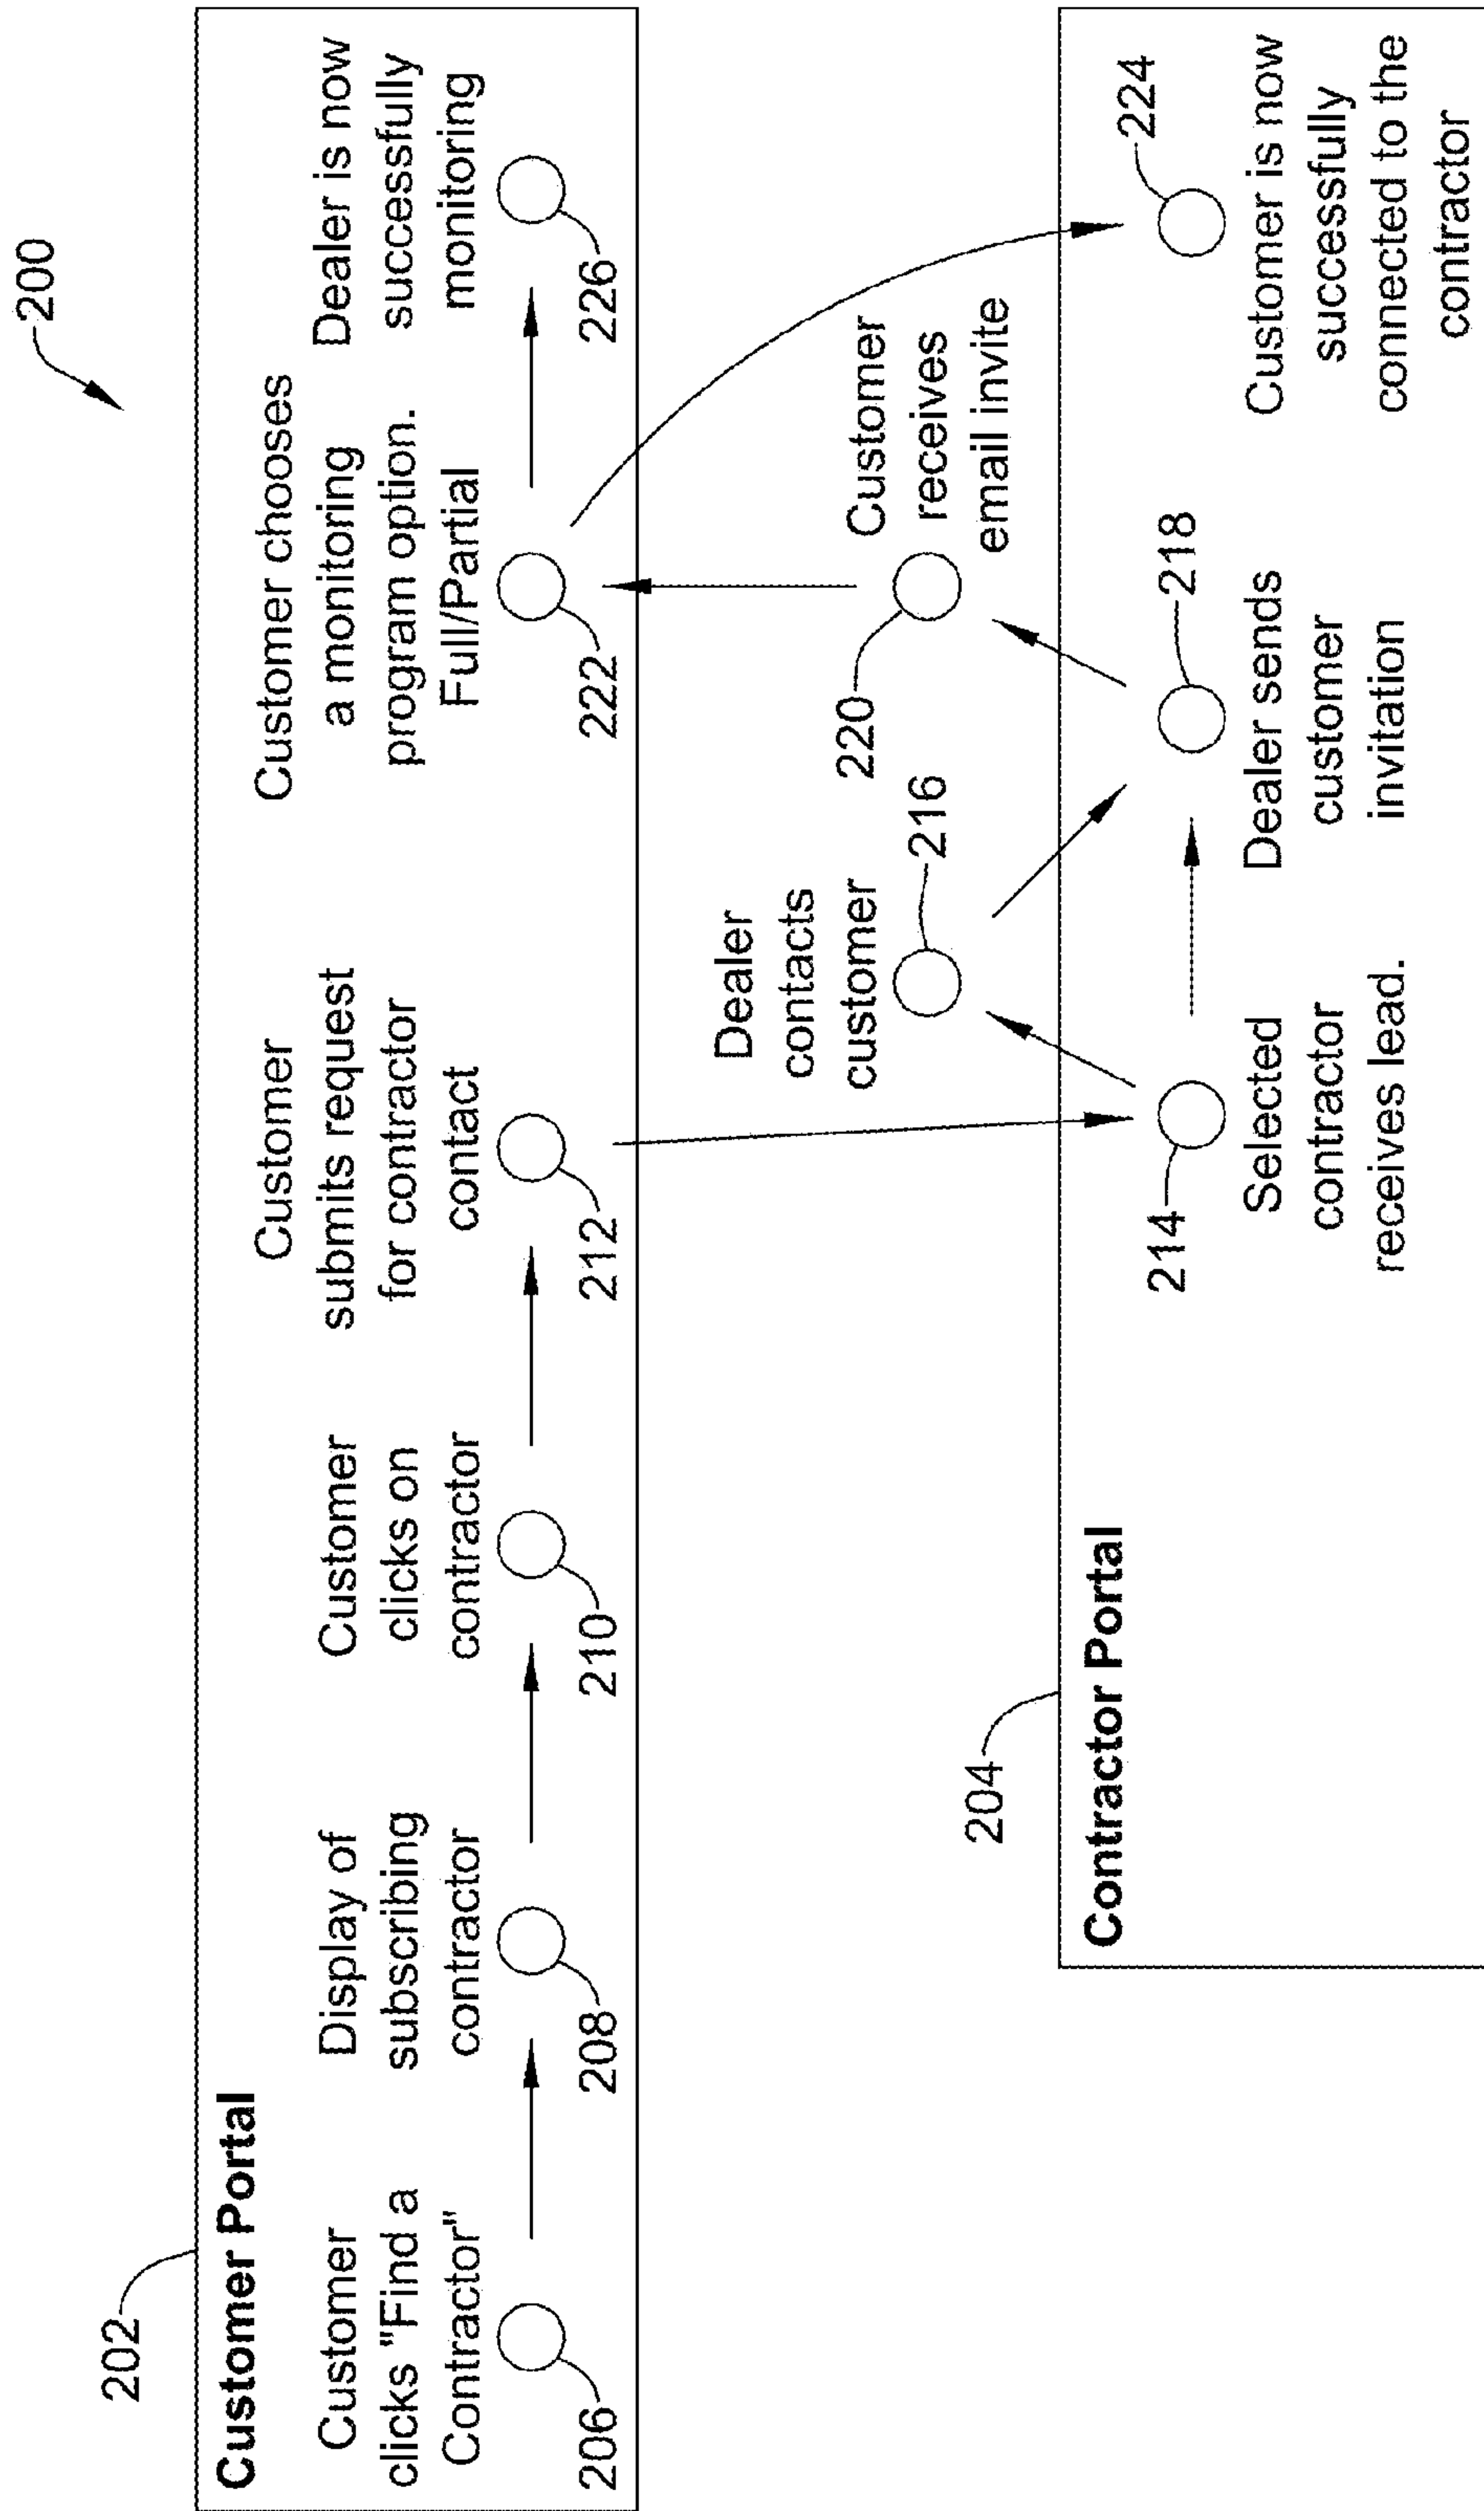 200
202
Customer Portal
Customer
clicks "Find a
Contractor"
206
Display of
subscribing
contractor
208
Customer
clicks on
contractor
210
Customer
submits request
for contractor
contact
212
Customer chooses
a monitoring
program option.
Full/Partial
222
Dealer is now
successfully
monitoring
226
Dealer
contacts
customer
216
220
Customer
receives
email invite
204
Contractor Portal
214
Selected
contractor
receives lead.
218
Dealer sends
customer
invitation
224
Customer is now
successfully
connected to the
contractor